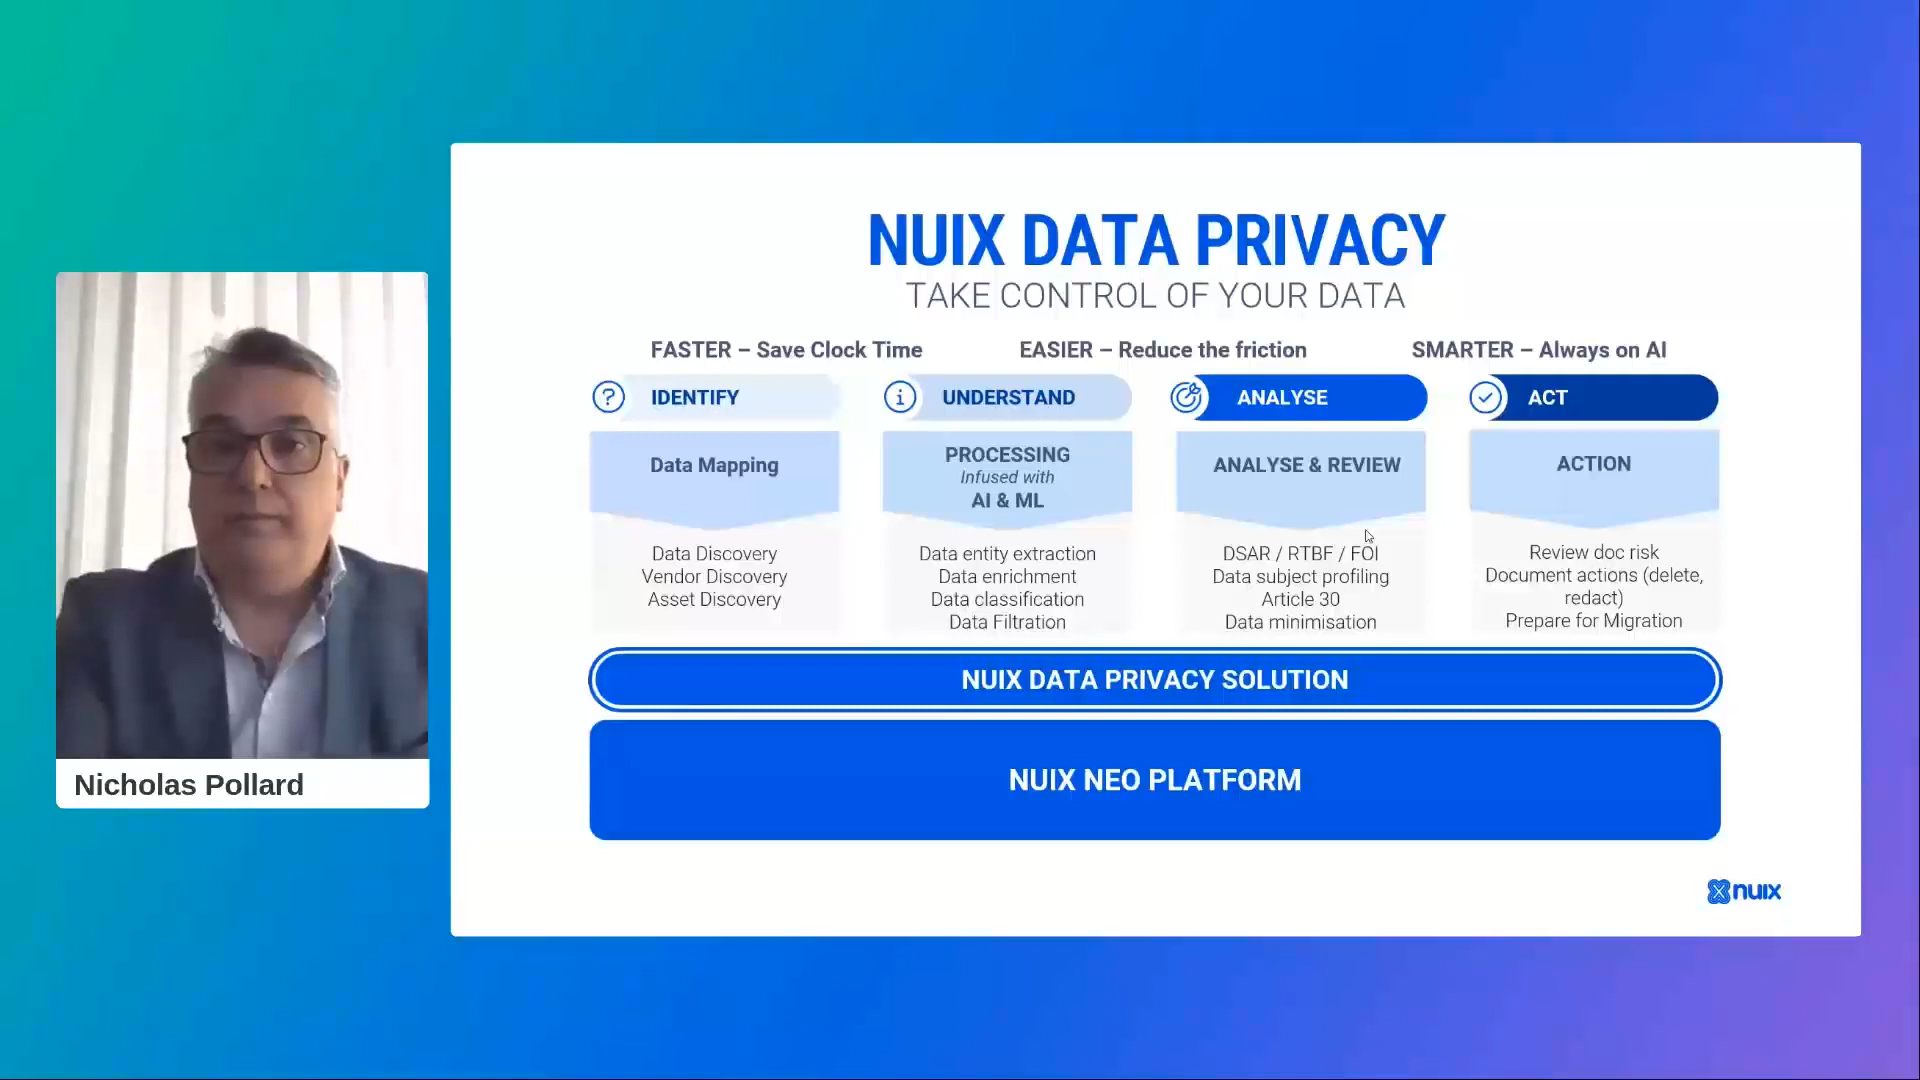 NUIX DATA PRIVACY
TAKE CONTROL OF YOUR DATA
FASTER – Save Clock Time
EASIER – Reduce the friction
SMARTER – Always on AI
IDENTIFY
Data Mapping
Data Discovery
Vendor Discovery
Asset Discovery
UNDERSTAND
PROCESSING
Infused with
AI & ML
Data entity extraction
Data enrichment
Data classification
Data Filtration
ANALYSE
ANALYSE & REVIEW
DSAR / RTBF / FOI
Data subject profiling
Article 30
Data minimisation
ACT
ACTION
Review doc risk
Document actions (delete,
redact)
Prepare for Migration
NUIX DATA PRIVACY SOLUTION
NUIX NEO PLATFORM
nuix
Nicholas Pollard